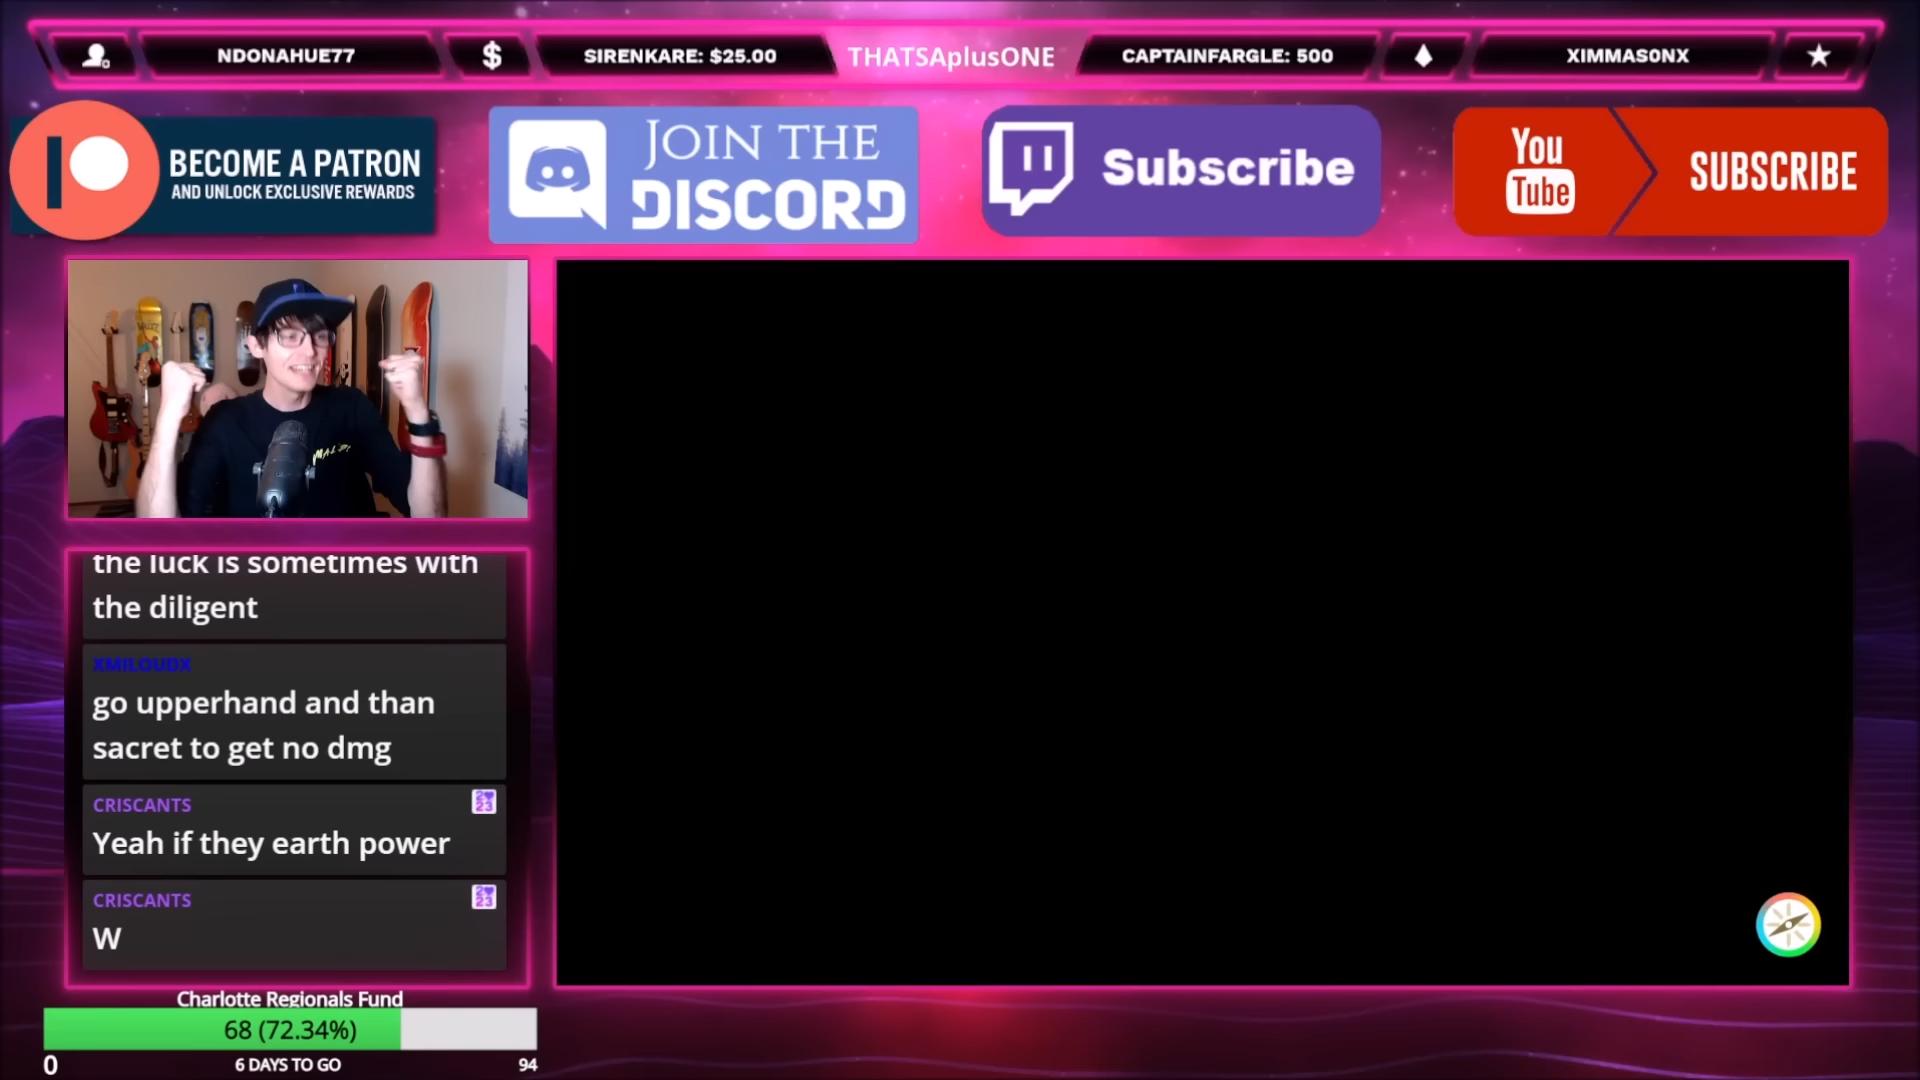 NDONAHUE77
$
SIRENKARE: $25.00
THATSAplusONE
CAPTAINFARGLE: 500
XIMMAS0NX
BECOME A PATRON
AND UNLOCK EXCLUSIVE REWARDS
JOIN THE
DISCORD
Subscribe
You
Tube
SUBSCRIBE
the luck is sometimes with
the diligent
XMILOUDX
go upperhand and than
sacret to get no dmg
CRISCANTS
Yeah if they earth power
CRISCANTS
W
Charlotte Regionals Fund
68 (72.34%)
0
6 DAYS TO GO
94